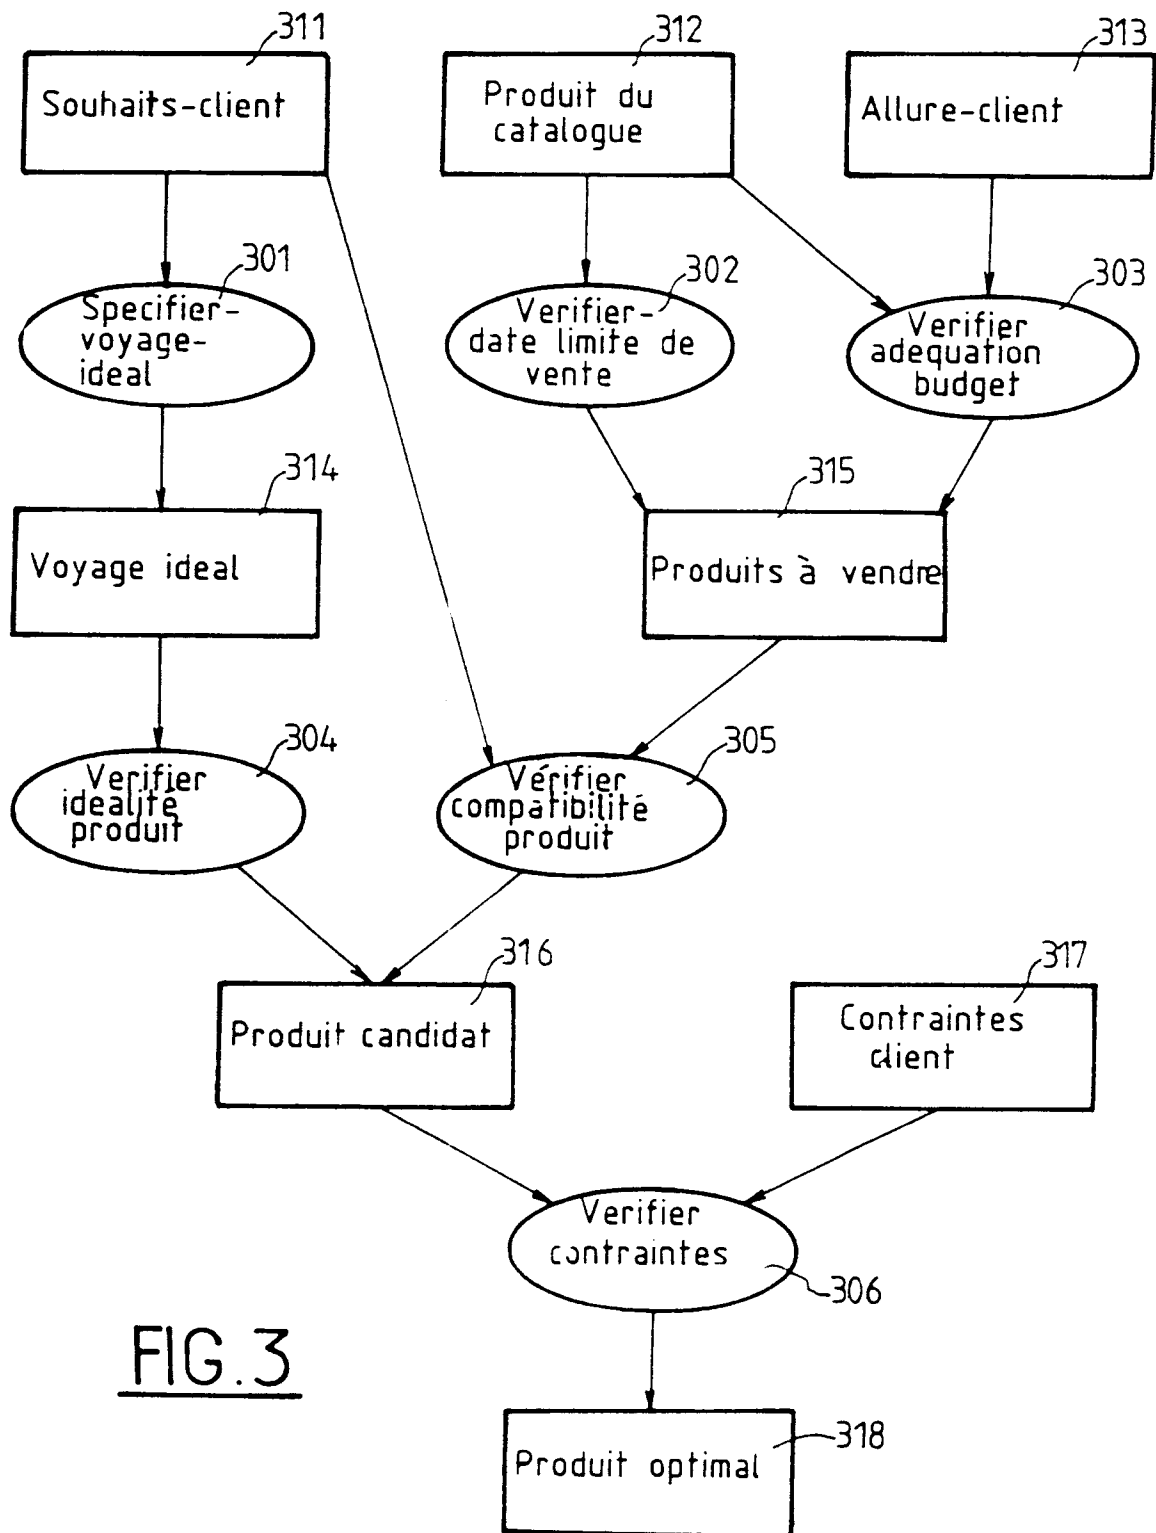 311
Souhaits-client
312
Produit du
catalogue
313
Allure-client
301
Specifier-
voyage-
ideal
302
Verifier-
date limite de
vente
303
Verifier
adequation
budget
314
Voyage ideal
315
Produits à vendre
304
Verifier
idealité
produit
305
Vérifier
compatibilité
produit
316
Produit candidat
317
Contraintes
client
Verifier
contraintes
306
FIG.3
318
Produit optimal